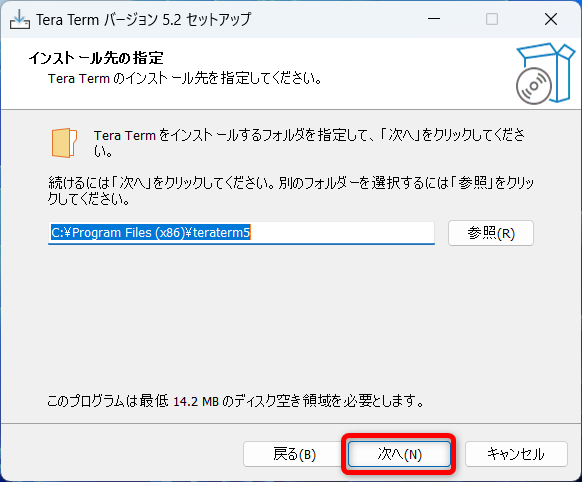 Tera Term バージョン 5.2 セットアップ
インストール先の指定
Tera Term のインストール先を指定してください。
Tera Term をインストールするフォルダを指定して、「次へ」をクリックしてくださ
い。
続けるには「次へ」をクリックしてください。別のフォルダーを選択するには「参照」をクリッ
クしてください。
C:¥Program Files (x86)¥teraterm5
参照(R)
このプログラムは最低 14.2 MB のディスク空き領域を必要とします。
戻る(B)
次へ(N)
キャンセル